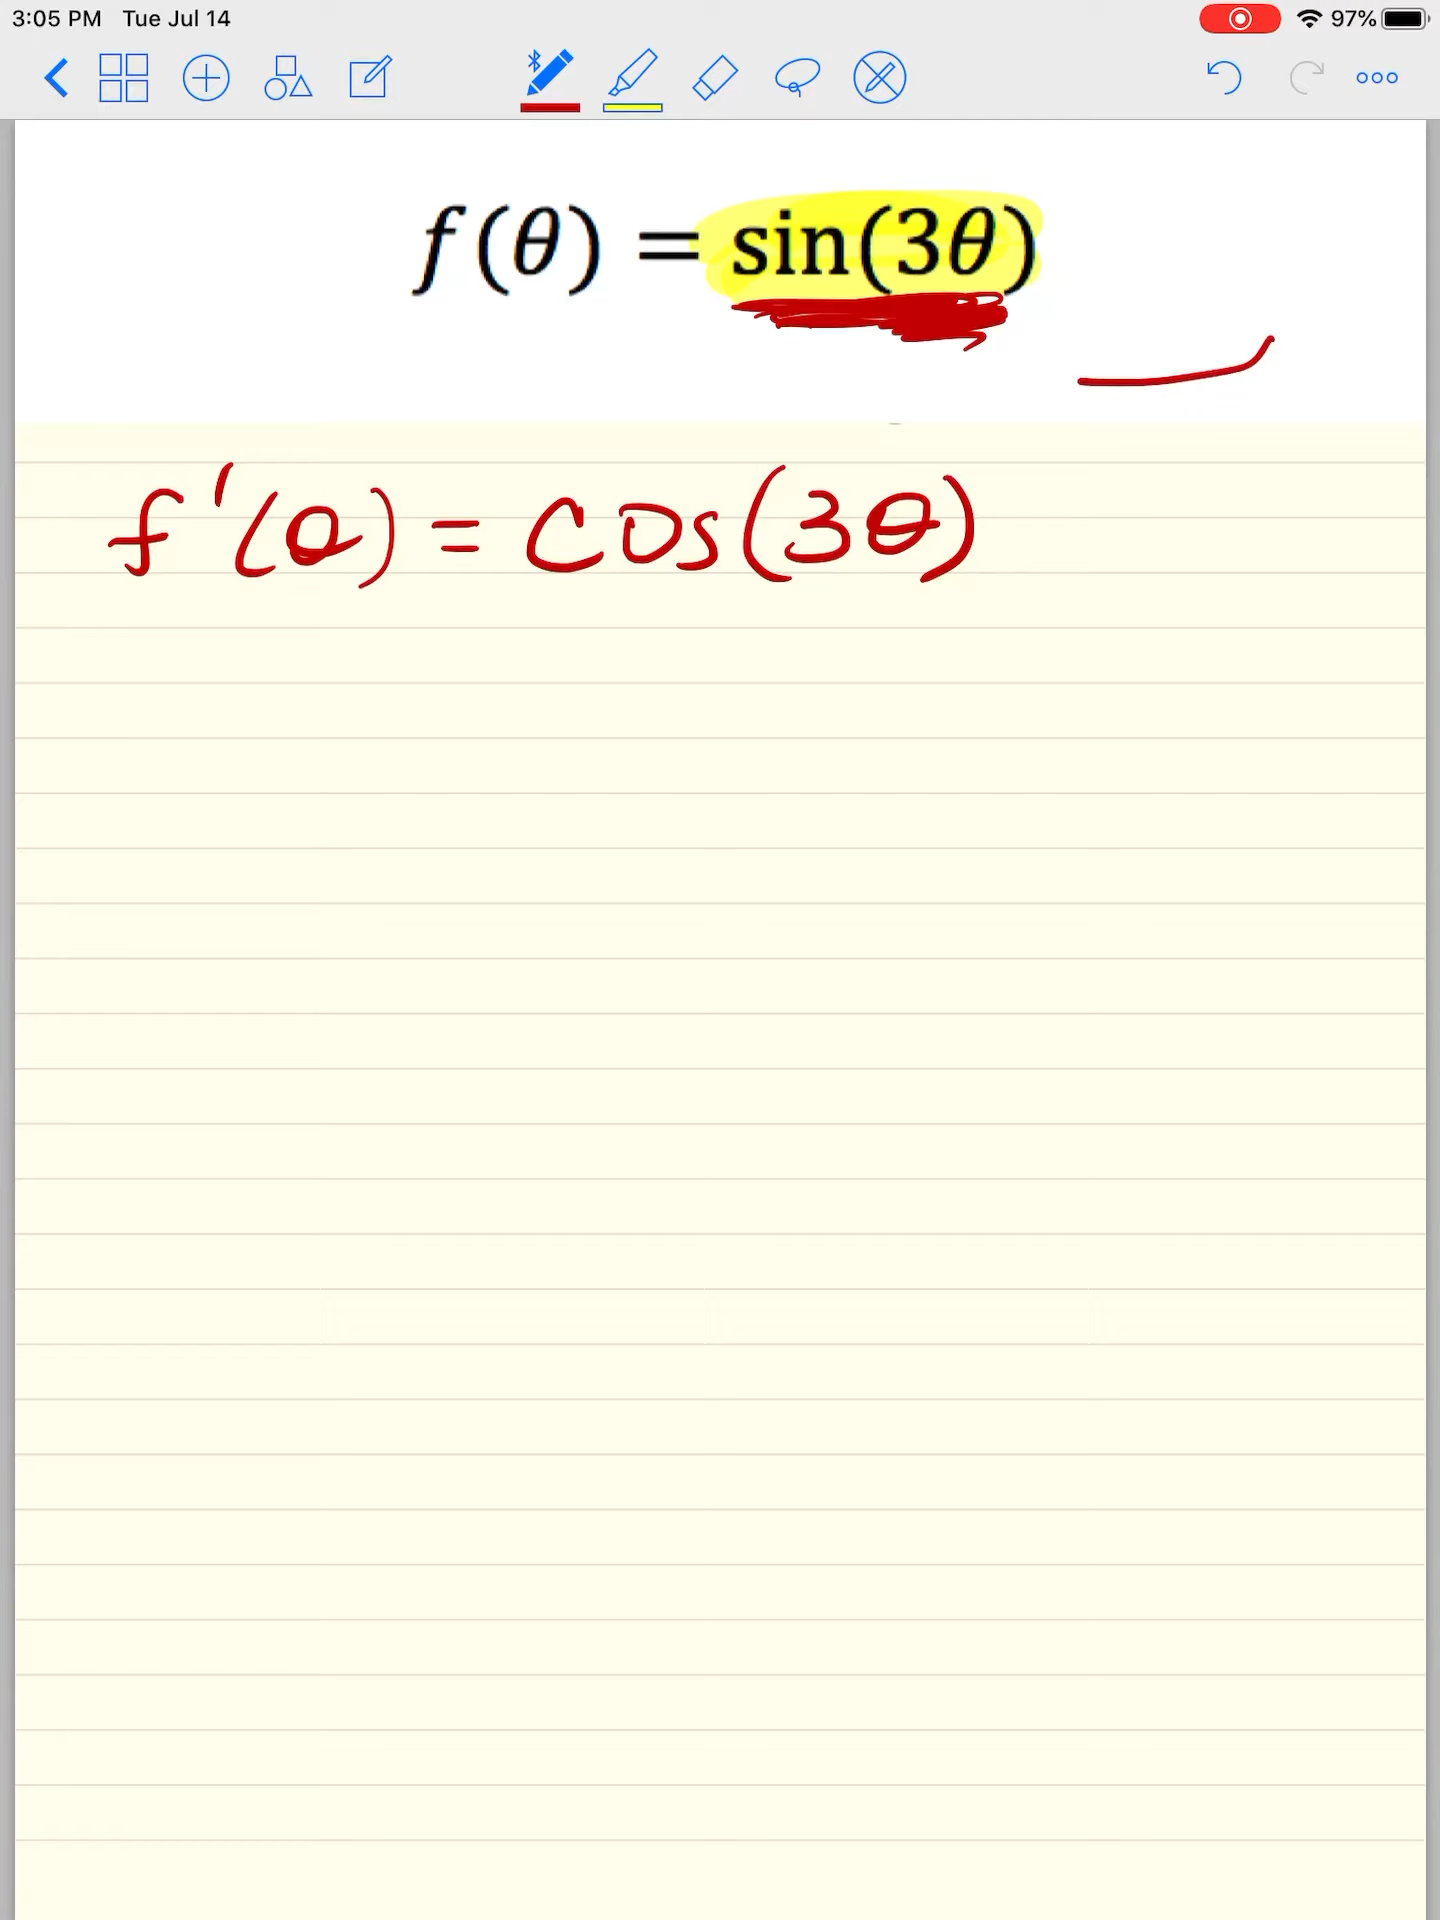 3:05 PM Tue Jul 14 97%
f(θ) = sin(3θ)
f'(θ) = cos(3θ)